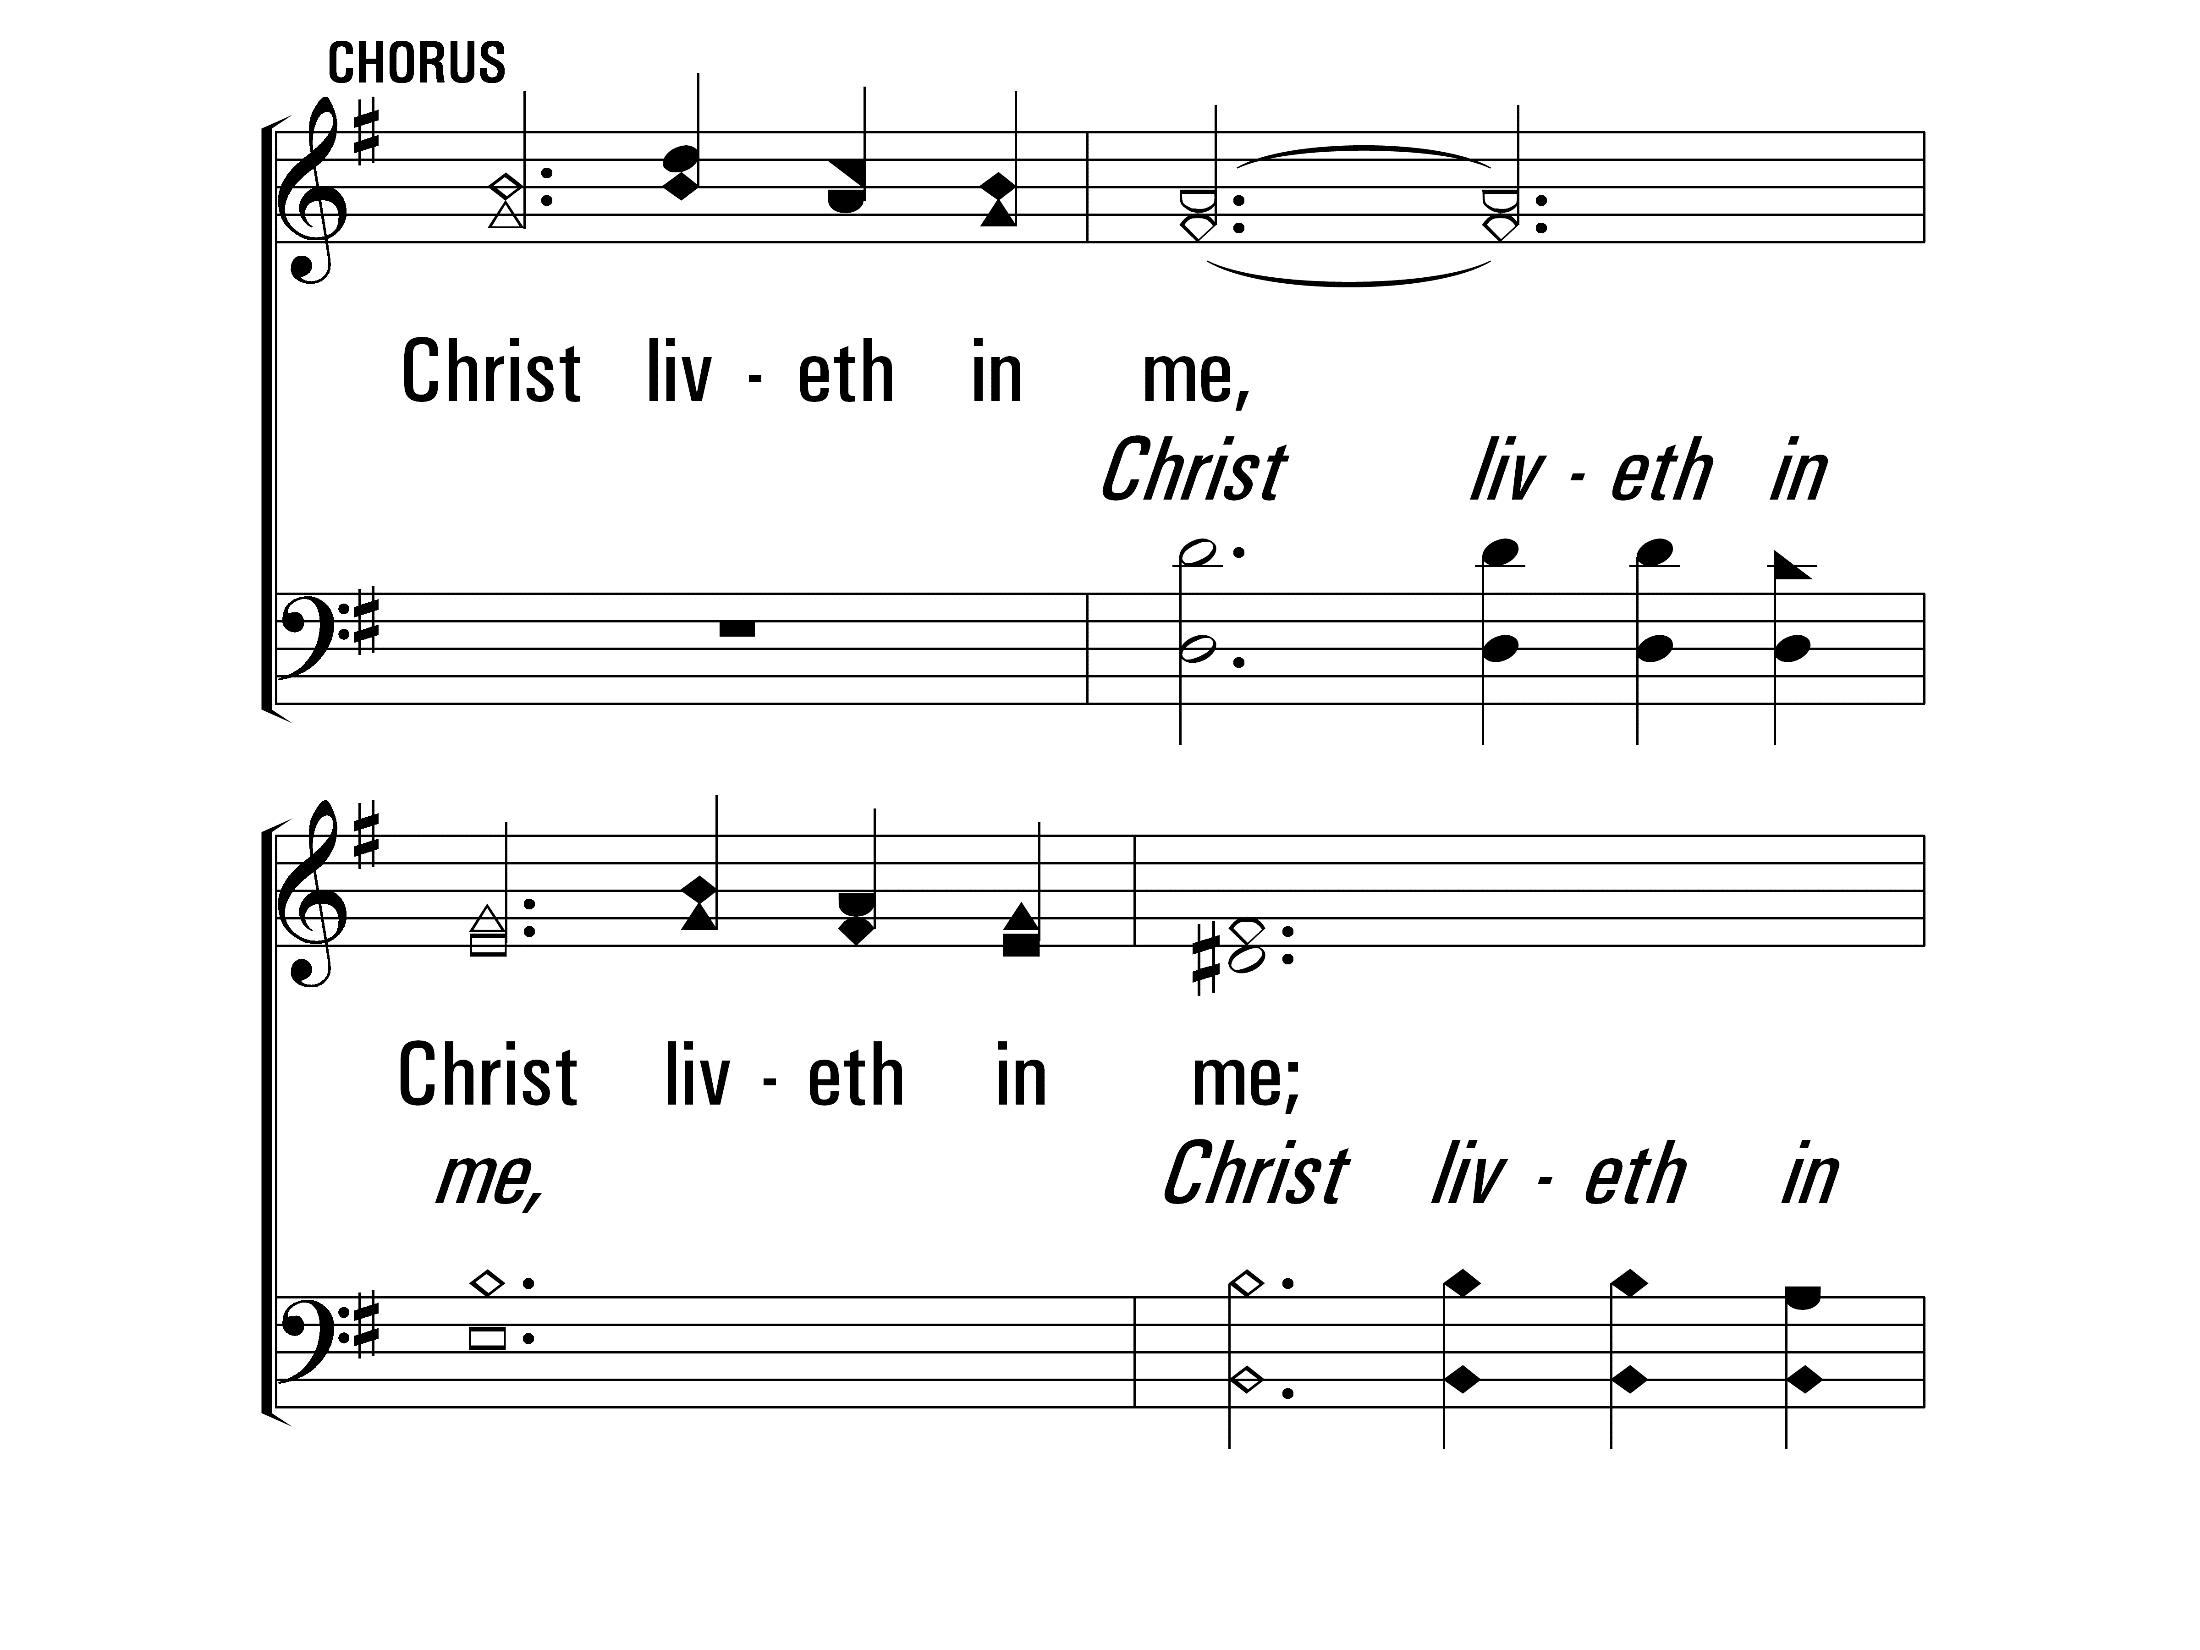 CHORUS
Christ liv - eth in me,
Christ liv - eth in
Christ liv - eth in me;
me, Christ liv - eth in